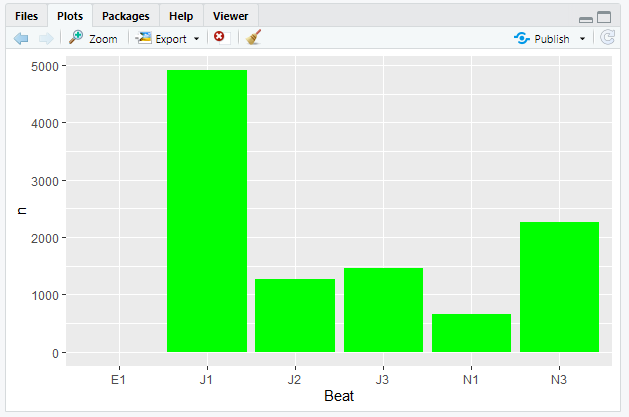 Files Plots Packages Help Viewer
Zoom Export Publish
5000
4000
3000
2000
1000
0
n
E1 J1 J2 J3 N1 N3
Beat